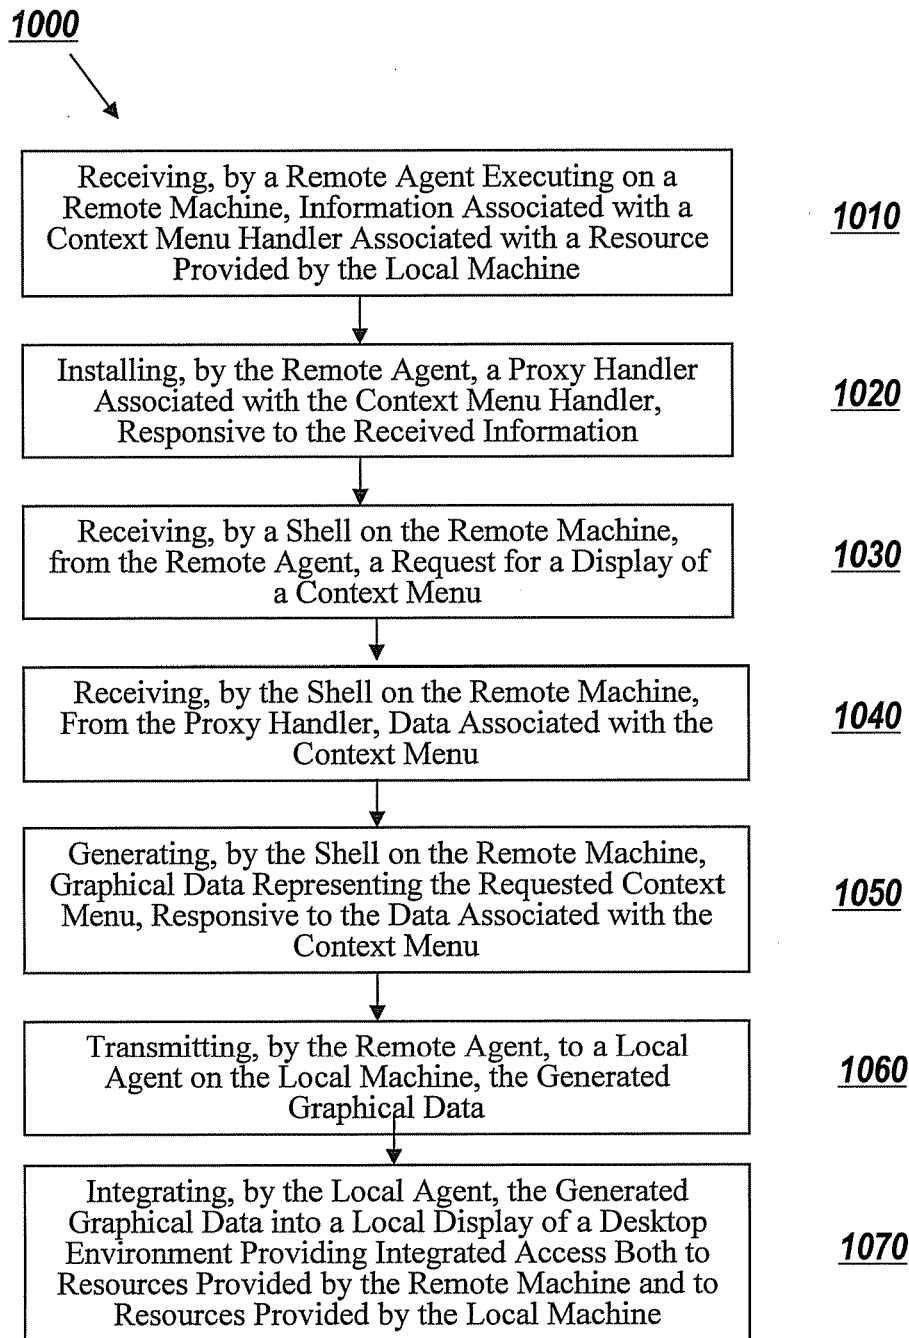 1000
Receiving, by a Remote Agent Executing on a
Remote Machine, Information Associated with a
Context Menu Handler Associated with a Resource
Provided by the Local Machine
1010
Installing, by the Remote Agent, a Proxy Handler
Associated with the Context Menu Handler,
Responsive to the Received Information
1020
Receiving, by a Shell on the Remote Machine,
from the Remote Agent, a Request for a Display of
a Context Menu
1030
Receiving, by the Shell on the Remote Machine,
From the Proxy Handler, Data Associated with the
Context Menu
1040
Generating, by the Shell on the Remote Machine,
Graphical Data Representing the Requested Context
Menu, Responsive to the Data Associated with the
Context Menu
1050
Transmitting, by the Remote Agent, to a Local
Agent on the Local Machine, the Generated
Graphical Data
1060
Integrating, by the Local Agent, the Generated
Graphical Data into a Local Display of a Desktop
Environment Providing Integrated Access Both to
Resources Provided by the Remote Machine and to
Resources Provided by the Local Machine
1070